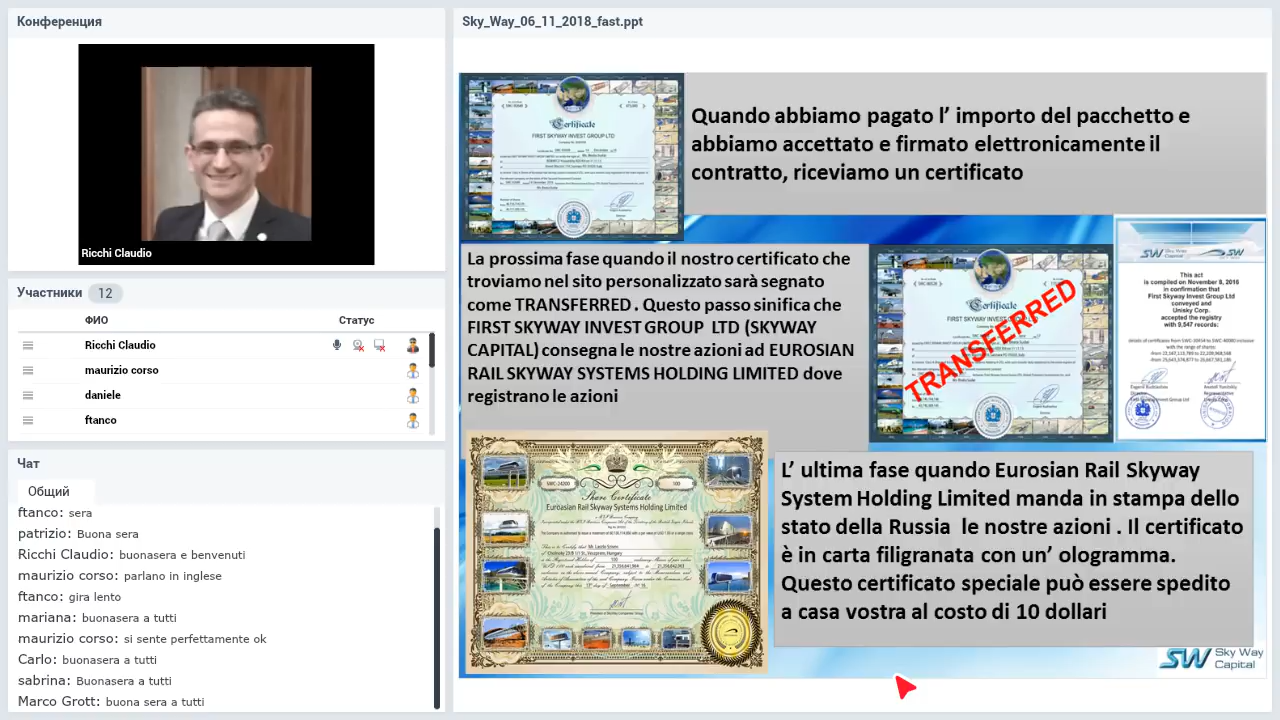 Конференция
Ricchi Claudio
Участники 12
ФИО Статус
Ricchi Claudio
maurizio corso
daniele
ftanco
Чат
Общий
ftanco: sera
patrizio: Buona sera
Ricchi Claudio: buonasera e benvenuti
maurizio corso: parlano in inglese
ftanco: gira lento
mariana: buonasera a tutti
maurizio corso: si sente perfettamente ok
Carlo: buonasera a tutti
sabrina: Buonasera a tutti
Marco Grott: buona sera a tutti
Sky_Way_06_11_2018_fast.ppt
Certificate
FIRST SKYWAY INVEST GROUP LTD
Quando abbiamo pagato l’ importo del pacchetto e
abbiamo accettato e firmato elettronicamente il
contratto, riceviamo un certificato
La prossima fase quando il nostro certificato che
troviamo nel sito personalizzato sarà segnato
come TRANSFERRED . Questo passo sinifica che
FIRST SKYWAY INVEST GROUP LTD (SKYWAY
CAPITAL) consegna le nostre azioni ad EUROSIAN
RAIL SKYWAY SYSTEMS HOLDING LIMITED dove
registrano le azioni
Certificate
TRANSFERRED
SW
SW
This act
is compiled on November 8, 2016
in confirmation that
First Skyway Invest Group Ltd
conveyed and
Unisky Corp.
accepted the registry
with 9,547 records:
Share Certificate
Euroasian Rail Skyway Systems Holding Limited
L’ ultima fase quando Eurosian Rail Skyway
System Holding Limited manda in stampa dello
stato della Russia le nostre azioni . Il certificato
è in carta filigranata con l’ ologramma.
Questo certificato speciale può essere spedito
a casa vostra al costo di 10 dollari
SW Sky Way
Capital